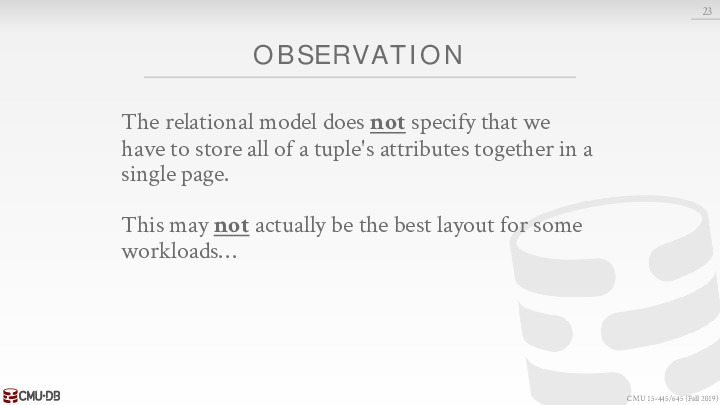 23
OBSERVATION
The relational model does not specify that we
have to store all of a tuple's attributes together in a
single page.
This may not actually be the best layout for some
workloads…
CMU·DB
CMU 15-445/645 (Fall 2019)